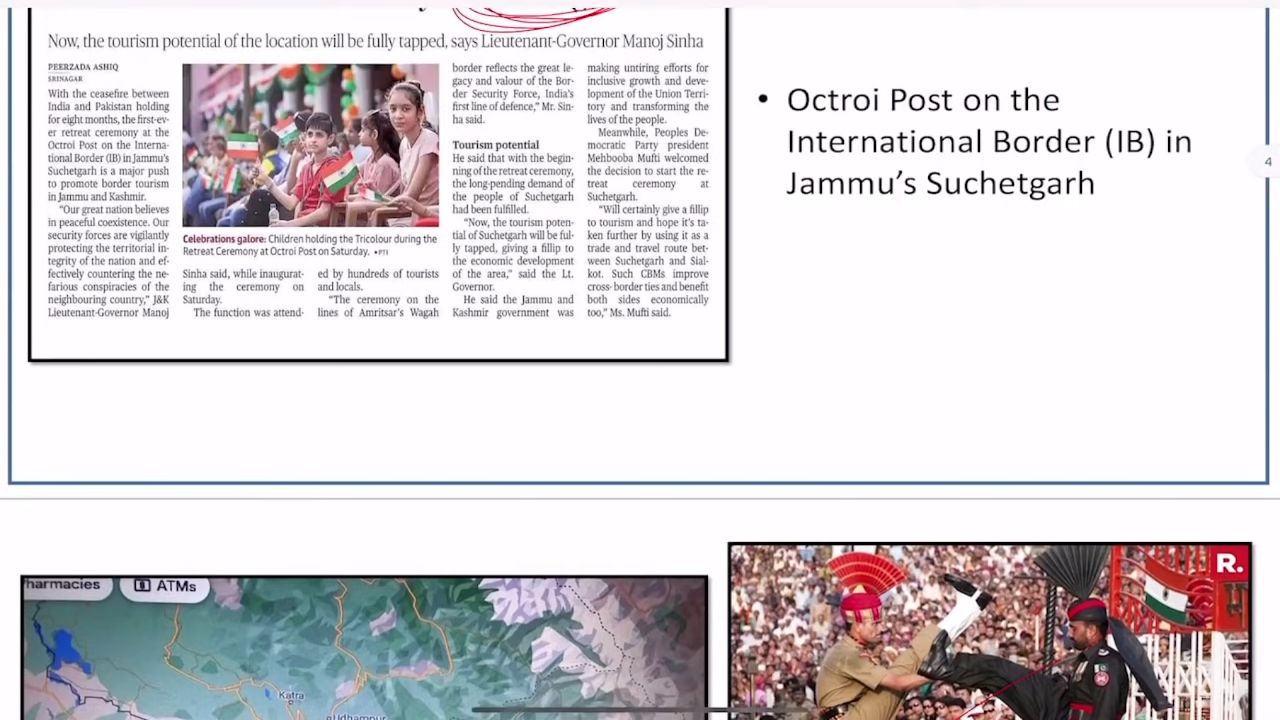 Now, the tourism potential of the location will be fully tapped, says Lieutenant-Governor Manoj Sinha
PEERZADA ASHIQ
SRINAGAR
With the ceasefire between
India and Pakistan holding
for eight months, the first-ev-
er retreat ceremony at the
Octroi Post on the Interna-
tional Border (IB) in Jammu's
Suchetgarh is a major push
to promote border tourism
in Jammu and Kashmir.
“Our great nation believes
in peaceful coexistence. Our
security forces are vigilantly
protecting the territorial in-
tegrity of the nation and ef-
fectively countering the ne-
farious conspiracies of the
neighbouring country,” J&K
Lieutenant-Governor Manoj
Celebrations galore: Children holding the Tricolour during the
Retreat Ceremony at Octroi Post on Saturday. •PTI
Sinha said, while inaugurat-
ing the ceremony on
Saturday.
The function was attend-
ed by hundreds of tourists
and locals.
“The ceremony on the
lines of Amritsar's Wagah
border reflects the great le-
gacy and valour of the Bor-
der Security Force, India's
first line of defence,” Mr. Sin-
ha said.
Tourism potential
He said that with the begin-
ning of the retreat ceremony,
the long-pending demand of
the people of Suchetgarh
had been fulfilled.
“Now, the tourism poten-
tial of Suchetgarh will be ful-
ly tapped, giving a fillip to
the economic development
of the area,” said the Lt.
Governor.
He said the Jammu and
Kashmir government was
making untiring efforts for
inclusive growth and deve-
lopment of the Union Terri-
tory and transforming the
lives of the people.
Meanwhile, Peoples De-
mocratic Party president
Mehbooba Mufti welcomed
the decision to start the re-
treat ceremony at
Suchetgarh.
“Will certainly give a fillip
to tourism and hope it's ta-
ken further by using it as a
trade and travel route bet-
ween Suchetgarh and Sial-
kot. Such CBMs improve
cross- border ties and benefit
both sides economically
too,” Ms. Mufti said.
• Octroi Post on the
International Border (IB) in
Jammu’s Suchetgarh
4
harmacies
ATMs
Katra
Udhampur
R.